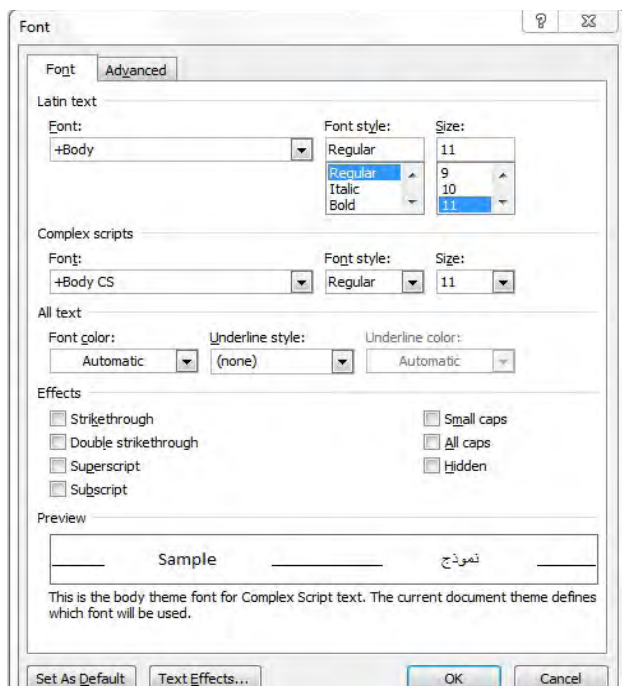 Font
Font Advanced
Latin text
Font: Font style: Size:
+Body Regular 11
Regular 9
Italic 10
Bold 11
Complex scripts
Font: Font style: Size:
+Body CS Regular 11
All text
Font color: Underline style: Underline color:
Automatic (none) Automatic
Effects
Strikethrough Small caps
Double strikethrough All caps
Superscript Hidden
Subscript
Preview
Sample نموذج
This is the body theme font for Complex Script text. The current document theme defines
which font will be used.
Set As Default Text Effects... OK Cancel